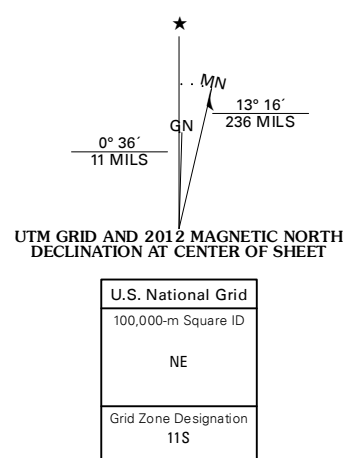 ★
MN
13° 16´
236 MILS
GN
0° 36´
11 MILS
UTM GRID AND 2012 MAGNETIC NORTH
DECLINATION AT CENTER OF SHEET
U.S. National Grid
100,000-m Square ID
NE
Grid Zone Designation
11S